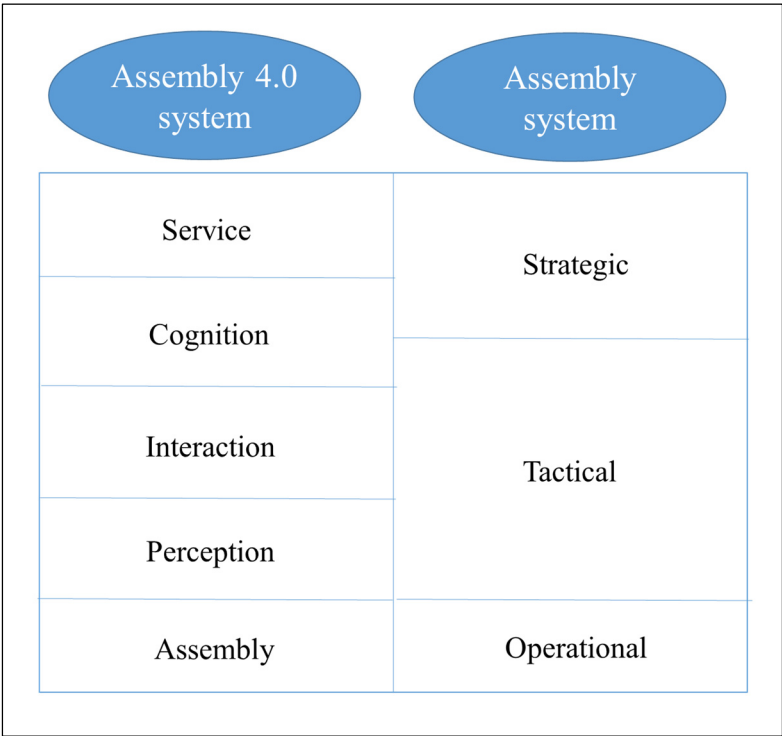 Assembly 4.0
system
Assembly
system
Service
Cognition
Interaction
Perception
Assembly
Strategic
Tactical
Operational